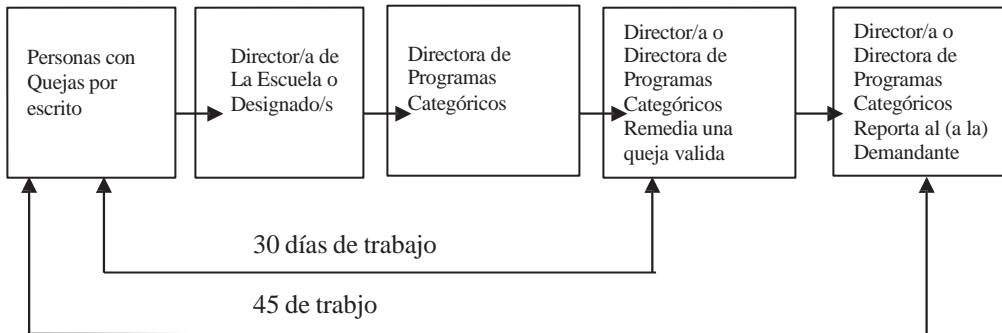 Personas con
Quejas por
escrito
Director/a de
La Escuela o
Designado/s
Directora de
Programas
Categóricos
Director/a o
Directora de
Programas
Categóricos
Remedia una
queja valida
Director/a o
Directora de
Programas
Categóricos
Reporta al (a la)
Demandante
30 días de trabajo
45 de trabjo